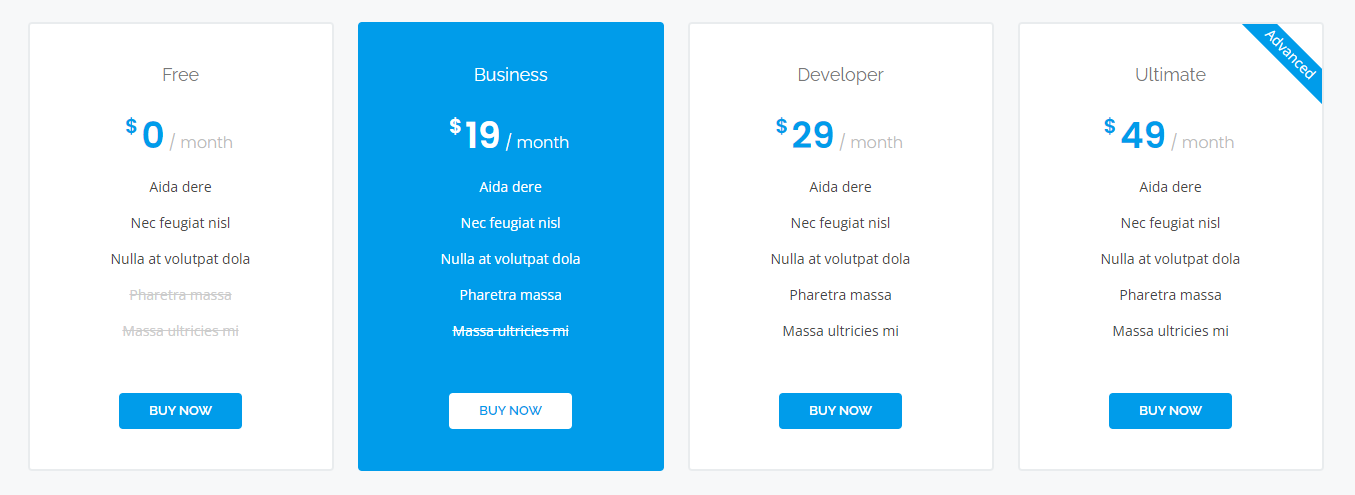 Free
$0 / month
Aida dere
Nec feugiat nisl
Nulla at volutpat dola
Pharetra massa
Massa ultricies mi
BUY NOW
Business
$19 / month
Aida dere
Nec feugiat nisl
Nulla at volutpat dola
Pharetra massa
Massa ultricies mi
BUY NOW
Developer
$29 / month
Aida dere
Nec feugiat nisl
Nulla at volutpat dola
Pharetra massa
Massa ultricies mi
BUY NOW
Advanced
Ultimate
$49 / month
Aida dere
Nec feugiat nisl
Nulla at volutpat dola
Pharetra massa
Massa ultricies mi
BUY NOW